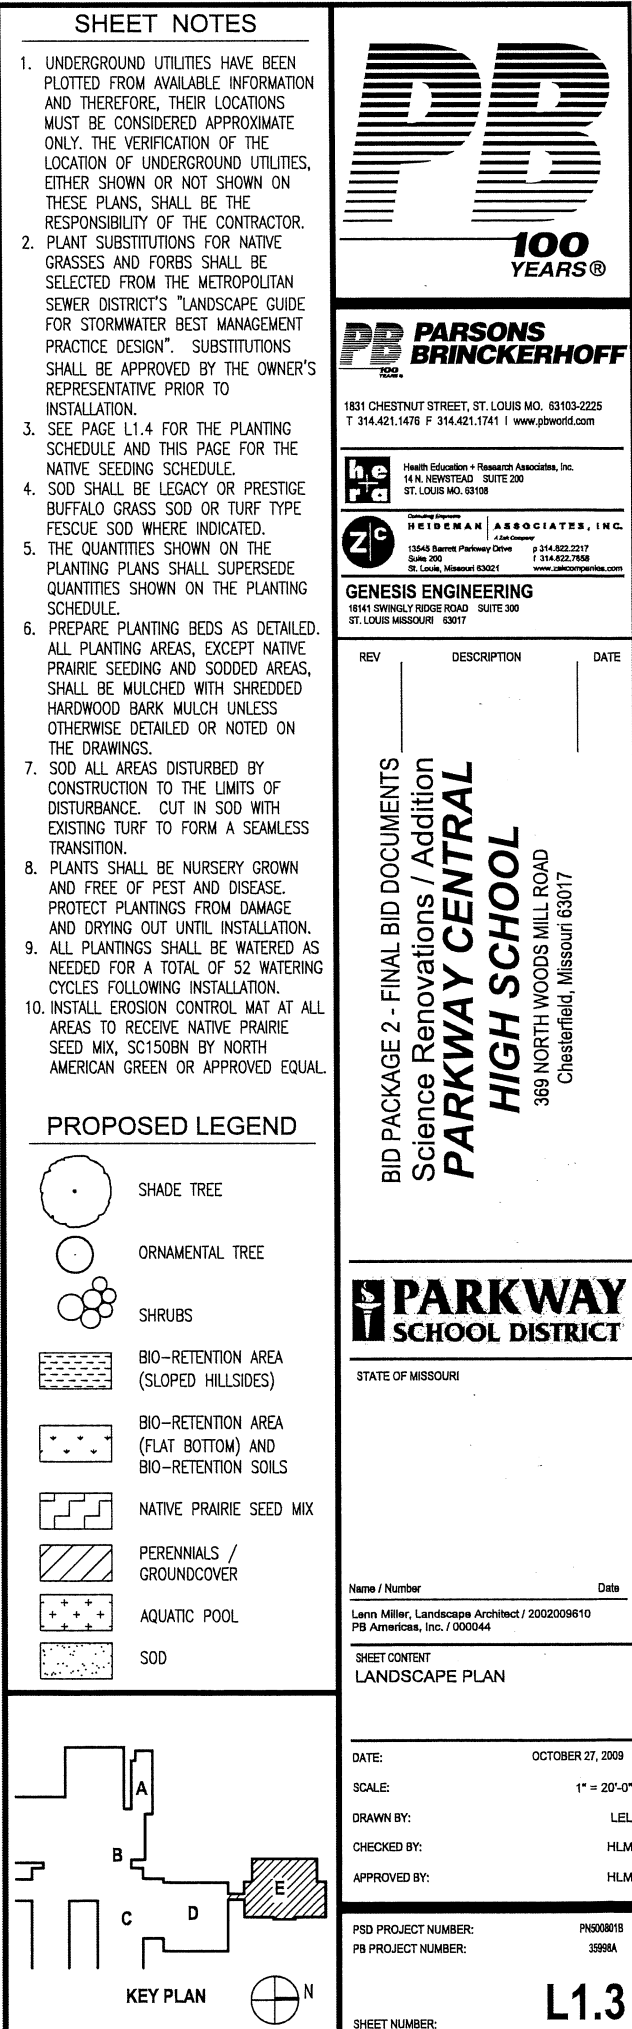 SHEET NOTES
1. UNDERGROUND UTILITIES HAVE BEEN
PLOTTED FROM AVAILABLE INFORMATION
AND THEREFORE, THEIR LOCATIONS
MUST BE CONSIDERED APPROXIMATE
ONLY. THE VERIFICATION OF THE
LOCATION OF UNDERGROUND UTILITIES,
EITHER SHOWN OR NOT SHOWN ON
THESE PLANS, SHALL BE THE
RESPONSIBILITY OF THE CONTRACTOR.
2. PLANT SUBSTITUTIONS FOR NATIVE
GRASSES AND FORBS SHALL BE
SELECTED FROM THE METROPOLITAN
SEWER DISTRICT'S "LANDSCAPE GUIDE
FOR STORMWATER BEST MANAGEMENT
PRACTICE DESIGN". SUBSTITUTIONS
SHALL BE APPROVED BY THE OWNER'S
REPRESENTATIVE PRIOR TO
INSTALLATION.
3. SEE PAGE L1.4 FOR THE PLANTING
SCHEDULE AND THIS PAGE FOR THE
NATIVE SEEDING SCHEDULE.
4. SOD SHALL BE LEGACY OR PRESTIGE
BUFFALO GRASS SOD OR TURF TYPE
FESCUE SOD WHERE INDICATED.
5. THE QUANTITIES SHOWN ON THE
PLANTING PLANS SHALL SUPERSEDE
QUANTITIES SHOWN ON THE PLANTING
SCHEDULE.
6. PREPARE PLANTING BEDS AS DETAILED.
ALL PLANTING AREAS, EXCEPT NATIVE
PRAIRIE SEEDING AND SODDED AREAS,
SHALL BE MULCHED WITH SHREDDED
HARDWOOD BARK MULCH UNLESS
OTHERWISE DETAILED OR NOTED ON
THE DRAWINGS.
7. SOD ALL AREAS DISTURBED BY
CONSTRUCTION TO THE LIMITS OF
DISTURBANCE. CUT IN SOD WITH
EXISTING TURF TO FORM A SEAMLESS
TRANSITION.
8. PLANTS SHALL BE NURSERY GROWN
AND FREE OF PEST AND DISEASE.
PROTECT PLANTINGS FROM DAMAGE
AND DRYING OUT UNTIL INSTALLATION.
9. ALL PLANTINGS SHALL BE WATERED AS
NEEDED FOR A TOTAL OF 52 WATERING
CYCLES FOLLOWING INSTALLATION.
10. INSTALL EROSION CONTROL MAT AT ALL
AREAS TO RECEIVE NATIVE PRAIRIE
SEED MIX, SC150BN BY NORTH
AMERICAN GREEN OR APPROVED EQUAL.
PROPOSED LEGEND
SHADE TREE
ORNAMENTAL TREE
SHRUBS
BIO-RETENTION AREA
(SLOPED HILLSIDES)
BIO-RETENTION AREA
(FLAT BOTTOM) AND
BIO-RETENTION SOILS
NATIVE PRAIRIE SEED MIX
PERENNIALS /
GROUNDCOVER
AQUATIC POOL
SOD
A
B
C
D
E
KEY PLAN
N
PB
100
YEARS®
PB
100
YEARS®
PARSONS
BRINCKERHOFF
1831 CHESTNUT STREET, ST. LOUIS MO. 63103-2225
T 314.421.1476 F 314.421.1741 I www.pbworld.com
he+ra
Health Education + Research Associates, Inc.
14 N. NEWSTEAD SUITE 200
ST. LOUIS MO. 63108
ZC
Consulting Engineers
HEIDEMAN ASSOCIATES, INC.
A Zak Company
13545 Barrett Parkway Drive p 314.822.2217
Suite 200 f 314.822.7858
St. Louis, Missouri 63021 www.zakcompanies.com
GENESIS ENGINEERING
16141 SWINGLY RIDGE ROAD SUITE 300
ST. LOUIS MISSOURI 63017
REV DESCRIPTION DATE
BID PACKAGE 2 - FINAL BID DOCUMENTS
Science Renovations / Addition
PARKWAY CENTRAL
HIGH SCHOOL
369 NORTH WOODS MILL ROAD
Chesterfield, Missouri 63017
PARKWAY
SCHOOL DISTRICT
STATE OF MISSOURI
Name / Number Date
Lenn Miller, Landscape Architect / 2002009610
PB Americas, Inc. / 000044
SHEET CONTENT
LANDSCAPE PLAN
DATE: OCTOBER 27, 2009
SCALE: 1" = 20'-0"
DRAWN BY: LEL
CHECKED BY: HLM
APPROVED BY: HLM
PSD PROJECT NUMBER: PN500801B
PB PROJECT NUMBER: 35998A
SHEET NUMBER: L1.3